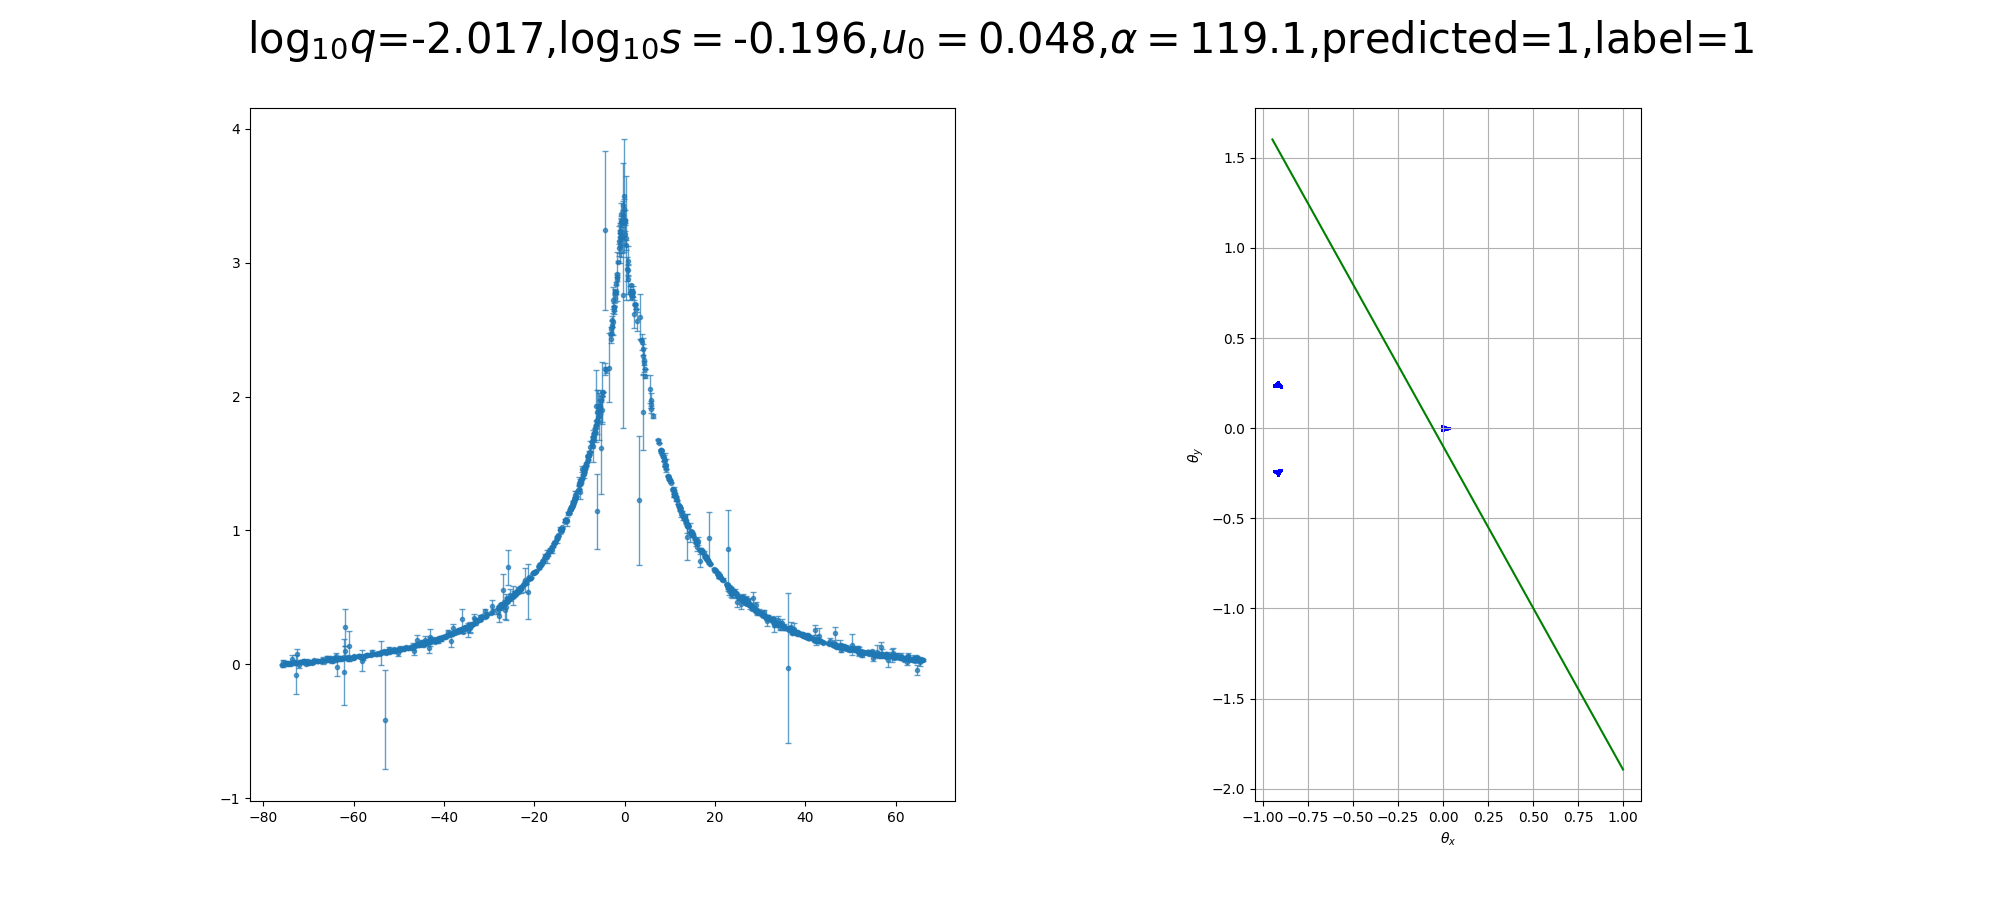 log₁₀q=-2.017,log₁₀s = -0.196,u₀ = 0.048,α = 119.1,predicted=1,label=1
4
3
2
1
0
−1
−80 −60 −40 −20 0 20 40 60
1.5
1.0
0.5
0.0
−0.5
−1.0
−1.5
−2.0
θy
−1.00 −0.75 −0.50 −0.25 0.00 0.25 0.50 0.75 1.00
θx